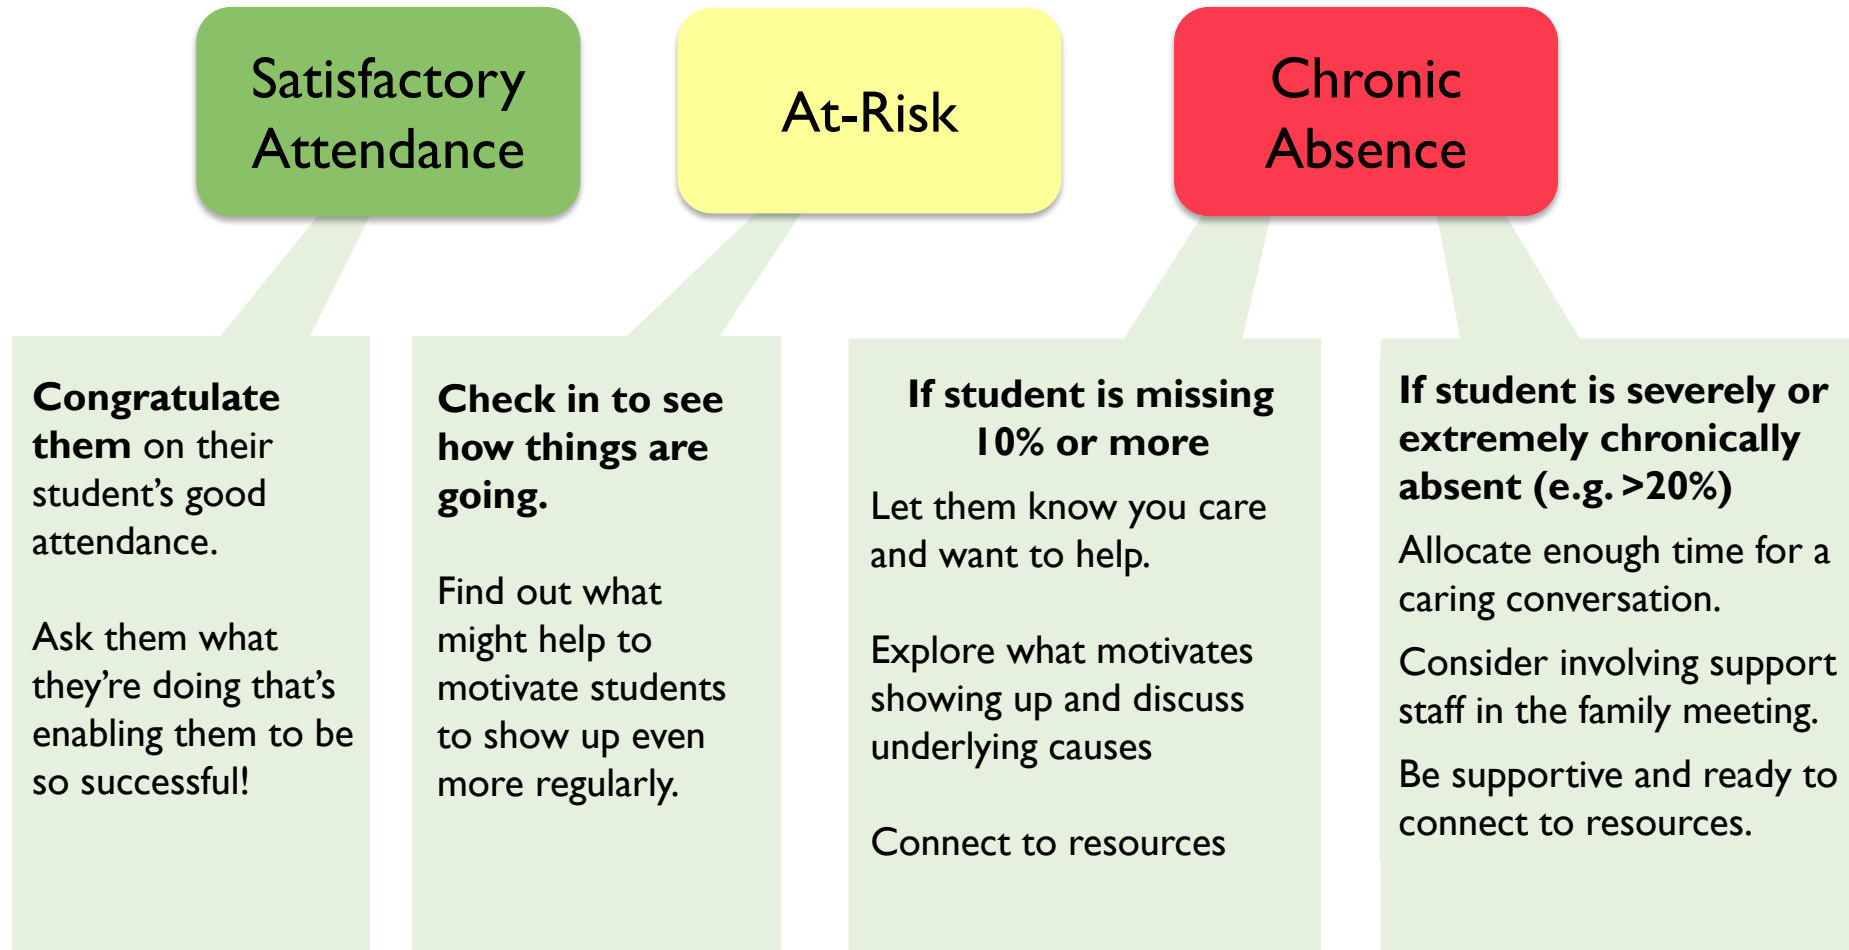 Satisfactory
Attendance
At-Risk
Chronic
Absence
Congratulate
them on their
student’s good
attendance.
Ask them what
they’re doing that’s
enabling them to be
so successful!
Check in to see
how things are
going.
Find out what
might help to
motivate students
to show up even
more regularly.
If student is missing
10% or more
Let them know you care
and want to help.
Explore what motivates
showing up and discuss
underlying causes
Connect to resources
If student is severely or
extremely chronically
absent (e.g. >20%)
Allocate enough time for a
caring conversation.
Consider involving support
staff in the family meeting.
Be supportive and ready to
connect to resources.